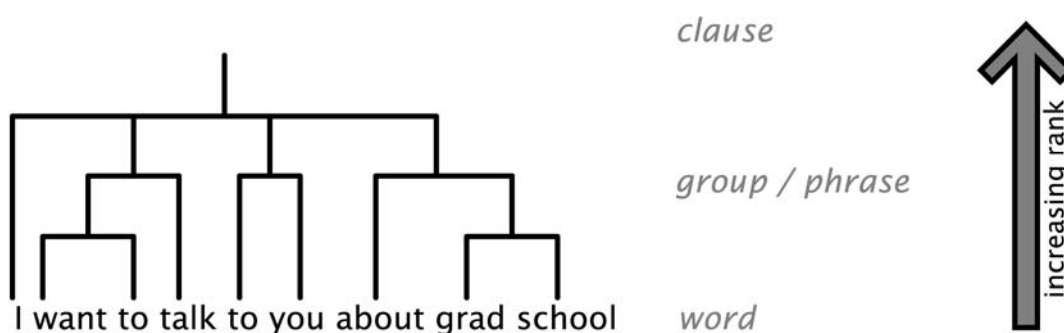 clause
group / phrase
I want to talk to you about grad school
word
increasing rank